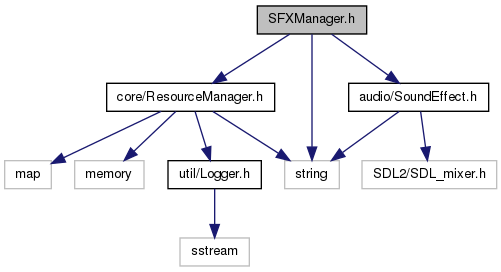 SFXManager.h
core/ResourceManager.h
audio/SoundEffect.h
map
memory
util/Logger.h
string
SDL2/SDL_mixer.h
sstream